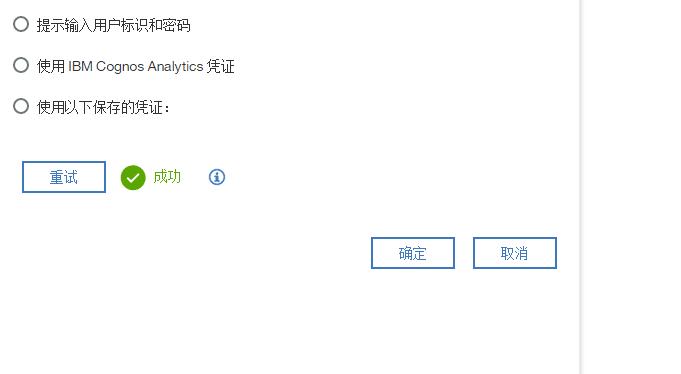 提示输入用户标识和密码
使用 IBM Cognos Analytics 凭证
使用以下保存的凭证：
重试 成功
确定 取消